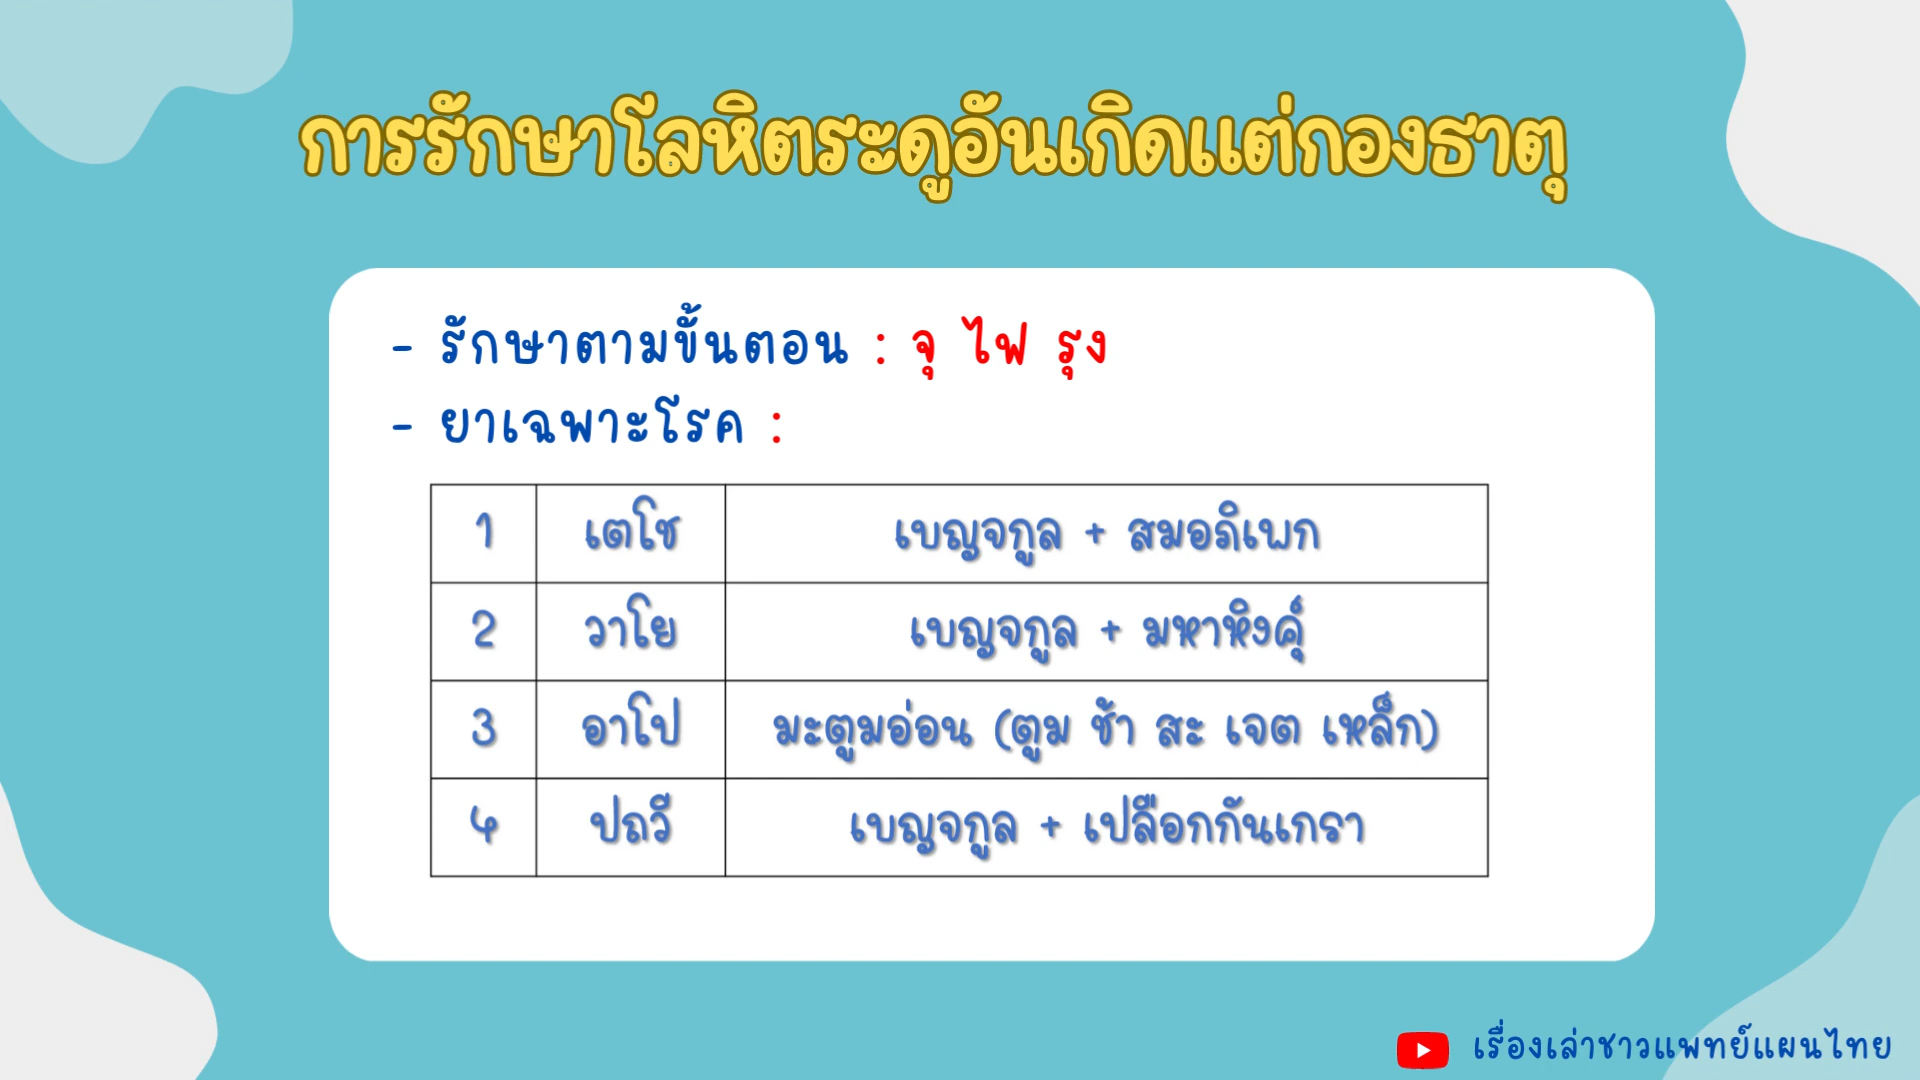 การรักษาโลหิตระดูอันเกิดแต่กองธาตุ
- รักษาตามขั้นตอน : จุ ไฟ รุง
- ยาเฉพาะโรค :
1 เตโช เบญจกูล + สมอภิเพก
2 วาโย เบญจกูล + มหาหิงคุ์
3 อาโป มะตูมอ่อน (ตูม ช้า สะ เจต เหล็ก)
4 ปถวี เบญจกูล + เปลือกกันเกรา
เรื่องเล่าชาวแพทย์แผนไทย